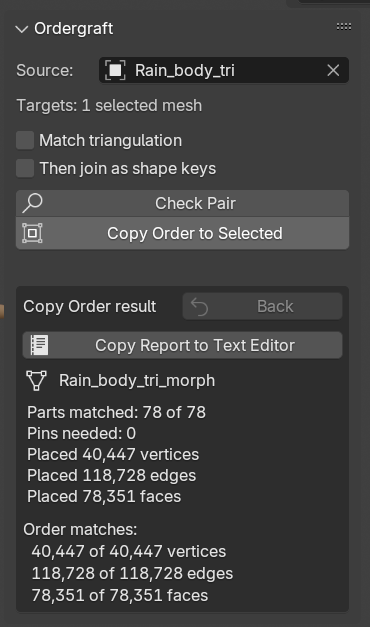 Ordergraft
Source: Rain_body_tri
Targets: 1 selected mesh
Match triangulation
Then join as shape keys
Check Pair
Copy Order to Selected
Copy Order result Back
Copy Report to Text Editor
Rain_body_tri_morph
Parts matched: 78 of 78
Pins needed: 0
Placed 40,447 vertices
Placed 118,728 edges
Placed 78,351 faces
Order matches:
40,447 of 40,447 vertices
118,728 of 118,728 edges
78,351 of 78,351 faces